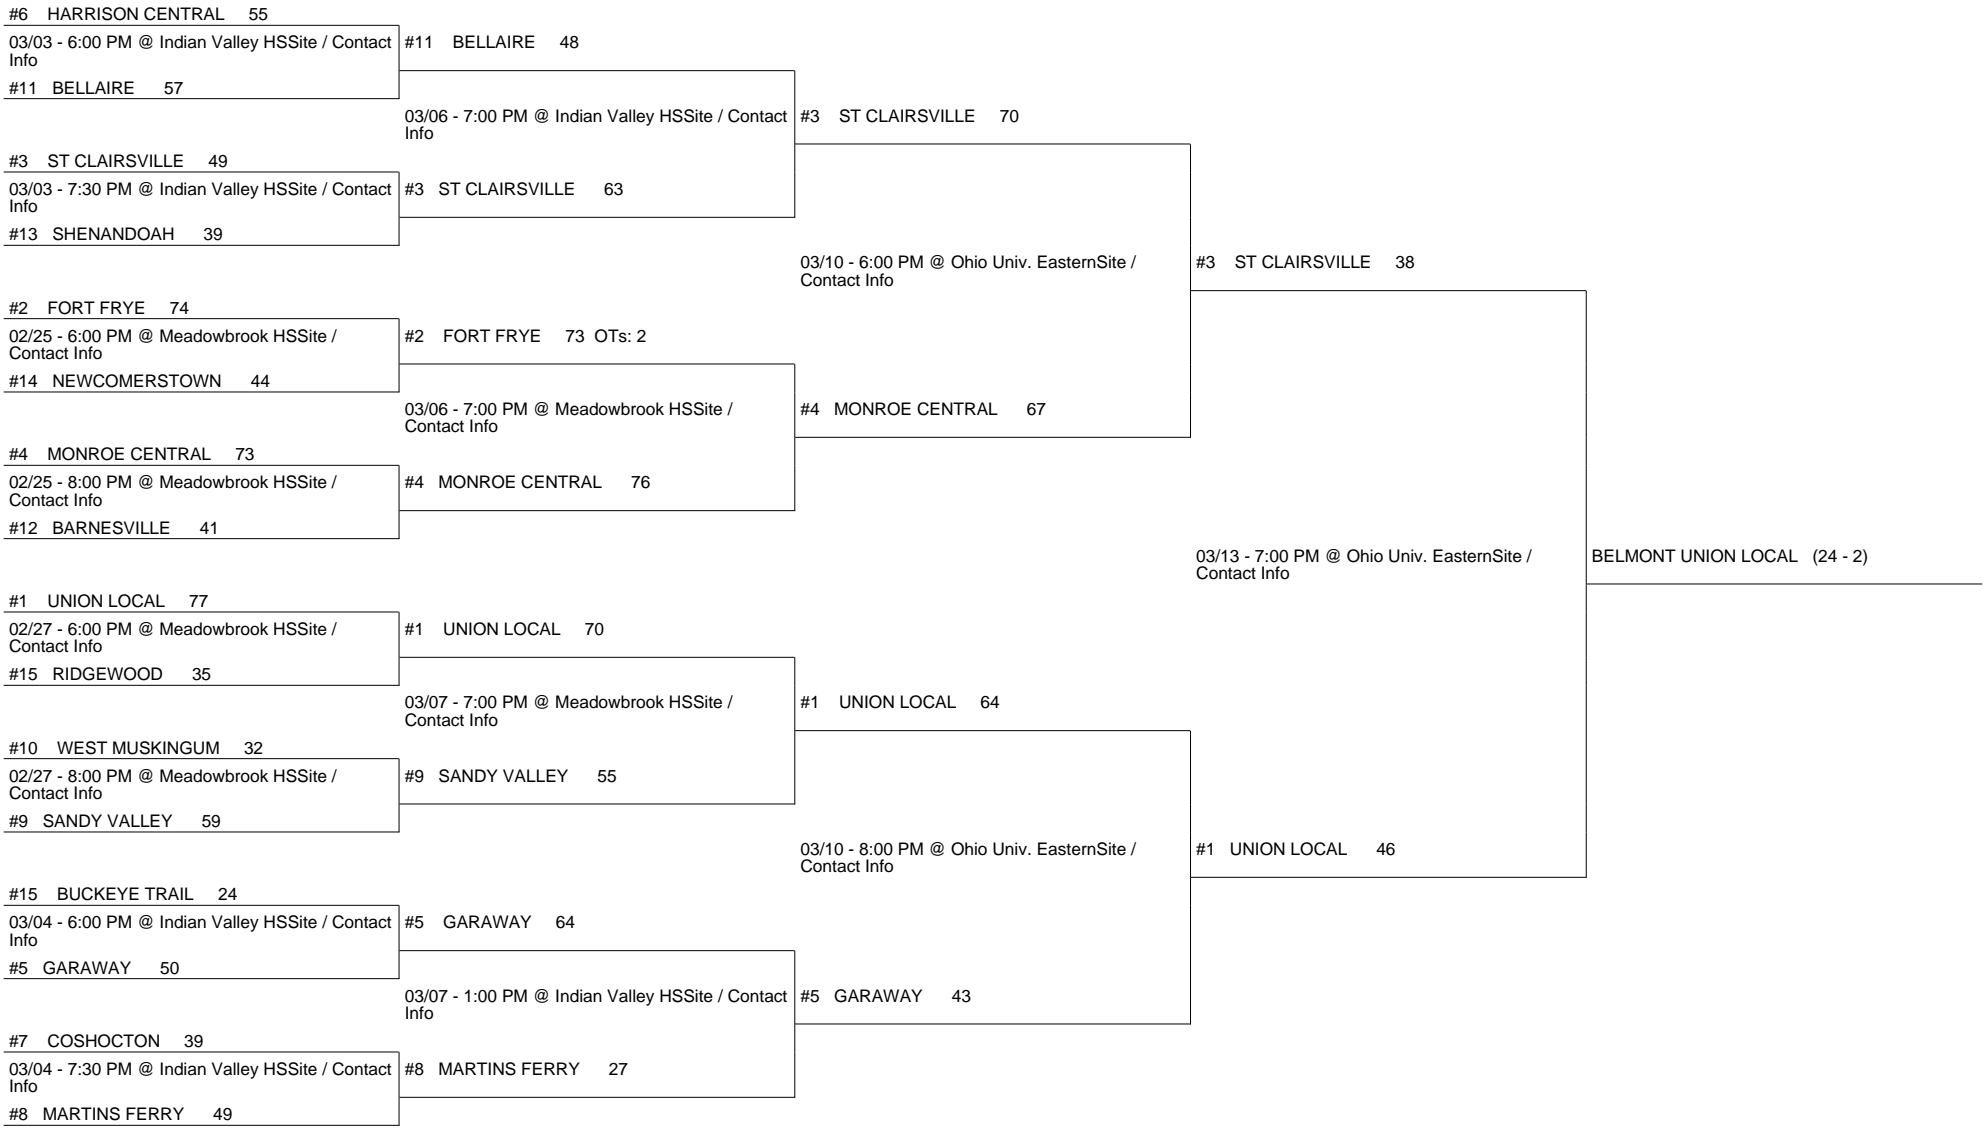 #6 HARRISON CENTRAL 55
03/03 - 6:00 PM @ Indian Valley HSSite / Contact
Info
#11 BELLAIRE 57
#3 ST CLAIRSVILLE 49
03/03 - 7:30 PM @ Indian Valley HSSite / Contact
Info
#13 SHENANDOAH 39
#2 FORT FRYE 74
02/25 - 6:00 PM @ Meadowbrook HSSite /
Contact Info
#14 NEWCOMERSTOWN 44
#4 MONROE CENTRAL 73
02/25 - 8:00 PM @ Meadowbrook HSSite /
Contact Info
#12 BARNESVILLE 41
#1 UNION LOCAL 77
02/27 - 6:00 PM @ Meadowbrook HSSite /
Contact Info
#15 RIDGEWOOD 35
#10 WEST MUSKINGUM 32
02/27 - 8:00 PM @ Meadowbrook HSSite /
Contact Info
#9 SANDY VALLEY 59
#15 BUCKEYE TRAIL 24
03/04 - 6:00 PM @ Indian Valley HSSite / Contact
Info
#5 GARAWAY 50
#7 COSHOCTON 39
03/04 - 7:30 PM @ Indian Valley HSSite / Contact
Info
#8 MARTINS FERRY 49
#11 BELLAIRE 48
03/06 - 7:00 PM @ Indian Valley HSSite / Contact
Info
#3 ST CLAIRSVILLE 63
#2 FORT FRYE 73 OTs: 2
03/06 - 7:00 PM @ Meadowbrook HSSite /
Contact Info
#4 MONROE CENTRAL 76
#1 UNION LOCAL 70
03/07 - 7:00 PM @ Meadowbrook HSSite /
Contact Info
#9 SANDY VALLEY 55
#5 GARAWAY 64
03/07 - 1:00 PM @ Indian Valley HSSite / Contact
Info
#8 MARTINS FERRY 27
#3 ST CLAIRSVILLE 70
03/10 - 6:00 PM @ Ohio Univ. EasternSite /
Contact Info
#4 MONROE CENTRAL 67
#1 UNION LOCAL 64
03/10 - 8:00 PM @ Ohio Univ. EasternSite /
Contact Info
#5 GARAWAY 43
#3 ST CLAIRSVILLE 38
03/13 - 7:00 PM @ Ohio Univ. EasternSite /
Contact Info
#1 UNION LOCAL 46
BELMONT UNION LOCAL (24 - 2)